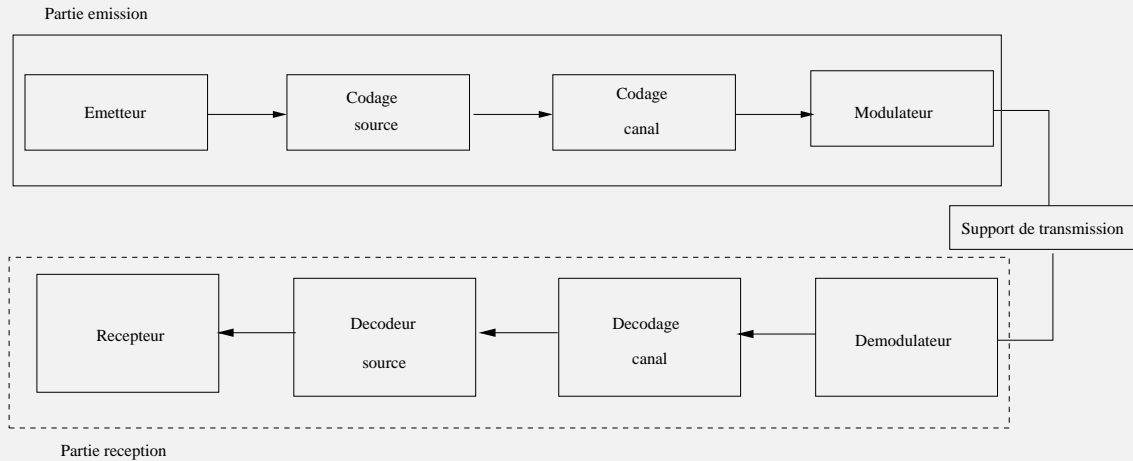 Partie emission
Emetteur
Codage
source
Codage
canal
Modulateur
Support de transmission
Recepteur
Decodeur
source
Decodage
canal
Demodulateur
Partie reception